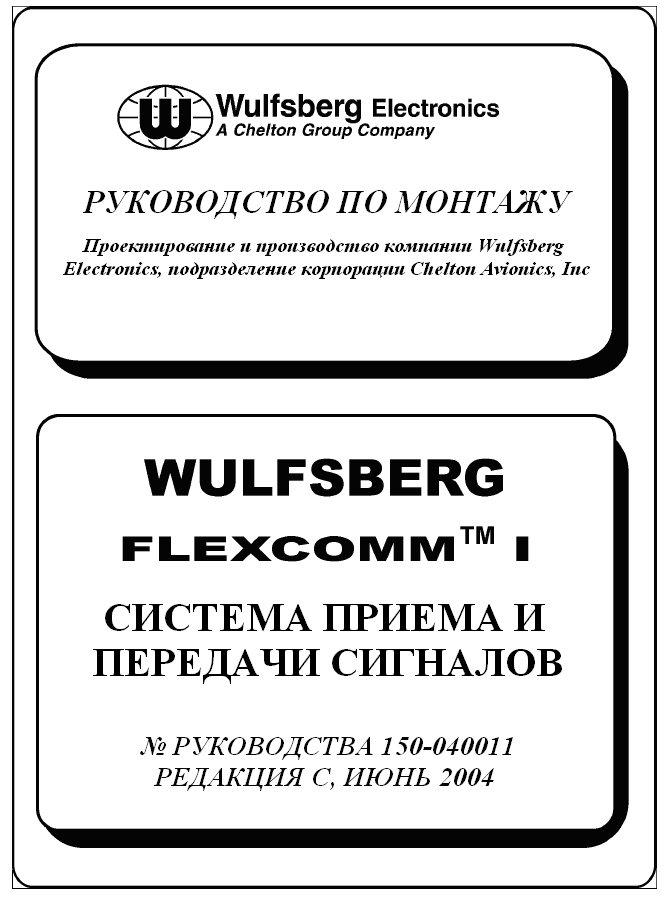 W
Wulfsberg Electronics
A Chelton Group Company
РУКОВОДСТВО ПО МОНТАЖУ
Проектирование и производство компании Wulfsberg
Electronics, подразделение корпорации Chelton Avionics, Inc
WULFSBERG
FLEXCOMM™ I
СИСТЕМА ПРИЕМА И
ПЕРЕДАЧИ СИГНАЛОВ
№ РУКОВОДСТВА 150-040011
РЕДАКЦИЯ С, ИЮНЬ 2004